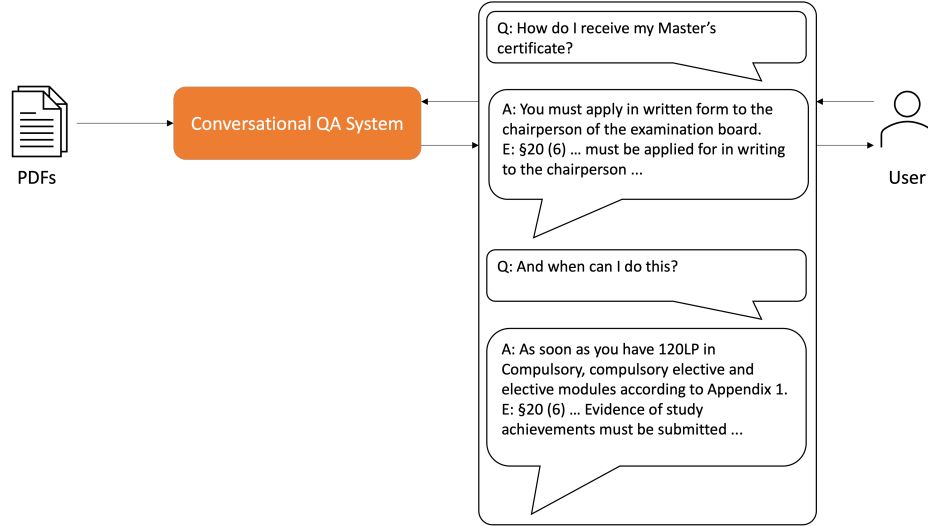 PDFs
Conversational QA System
Q: How do I receive my Master’s
certificate?
A: You must apply in written form to the
chairperson of the examination board.
E: §20 (6) … must be applied for in writing
to the chairperson ...
Q: And when can I do this?
A: As soon as you have 120LP in
Compulsory, compulsory elective and
elective modules according to Appendix 1.
E: §20 (6) … Evidence of study
achievements must be submitted ...
User